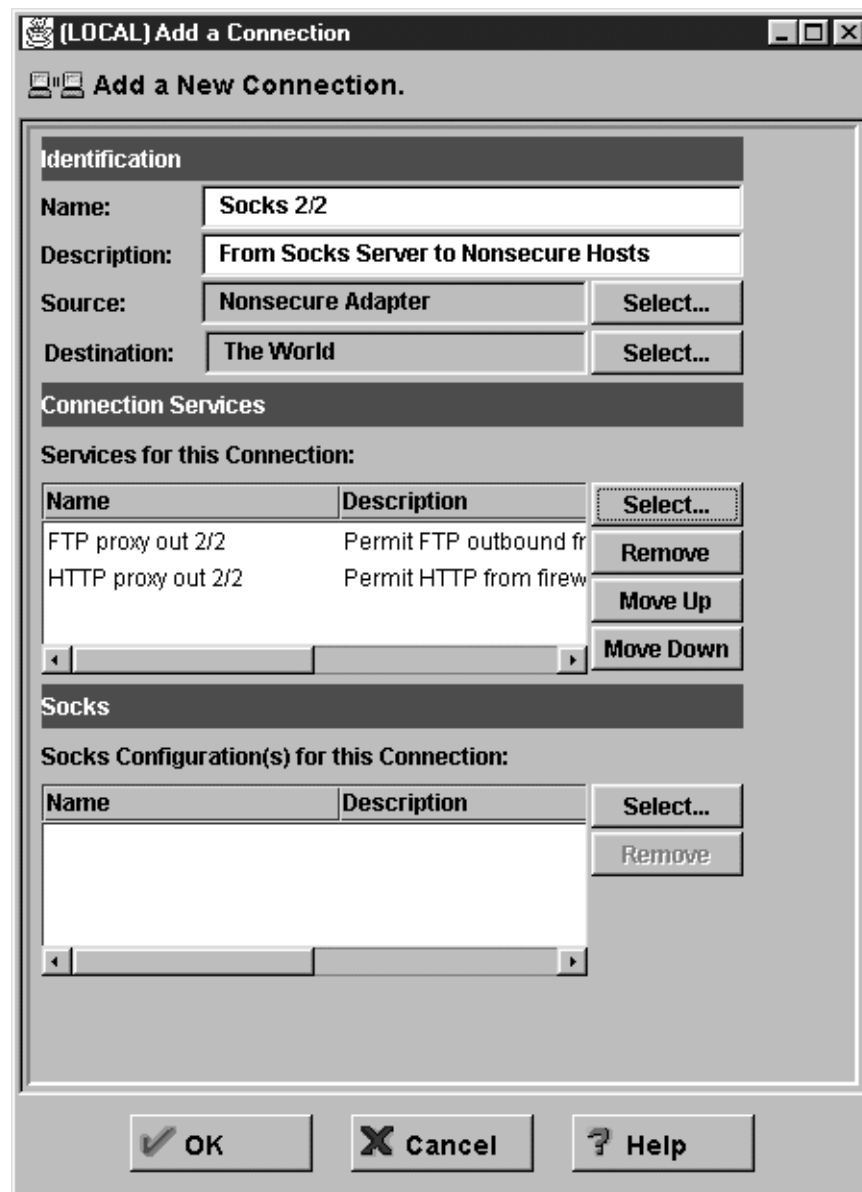 (LOCAL) Add a Connection
Add a New Connection.
Identification
Name: Socks 2/2
Description: From Socks Server to Nonsecure Hosts
Source: Nonsecure Adapter Select...
Destination: The World Select...
Connection Services
Services for this Connection:
Name Description Select...
FTP proxy out 2/2 Permit FTP outbound fr
Remove
HTTP proxy out 2/2 Permit HTTP from firew
Move Up
Move Down
Socks
Socks Configuration(s) for this Connection:
Name Description Select...
Remove
OK Cancel Help